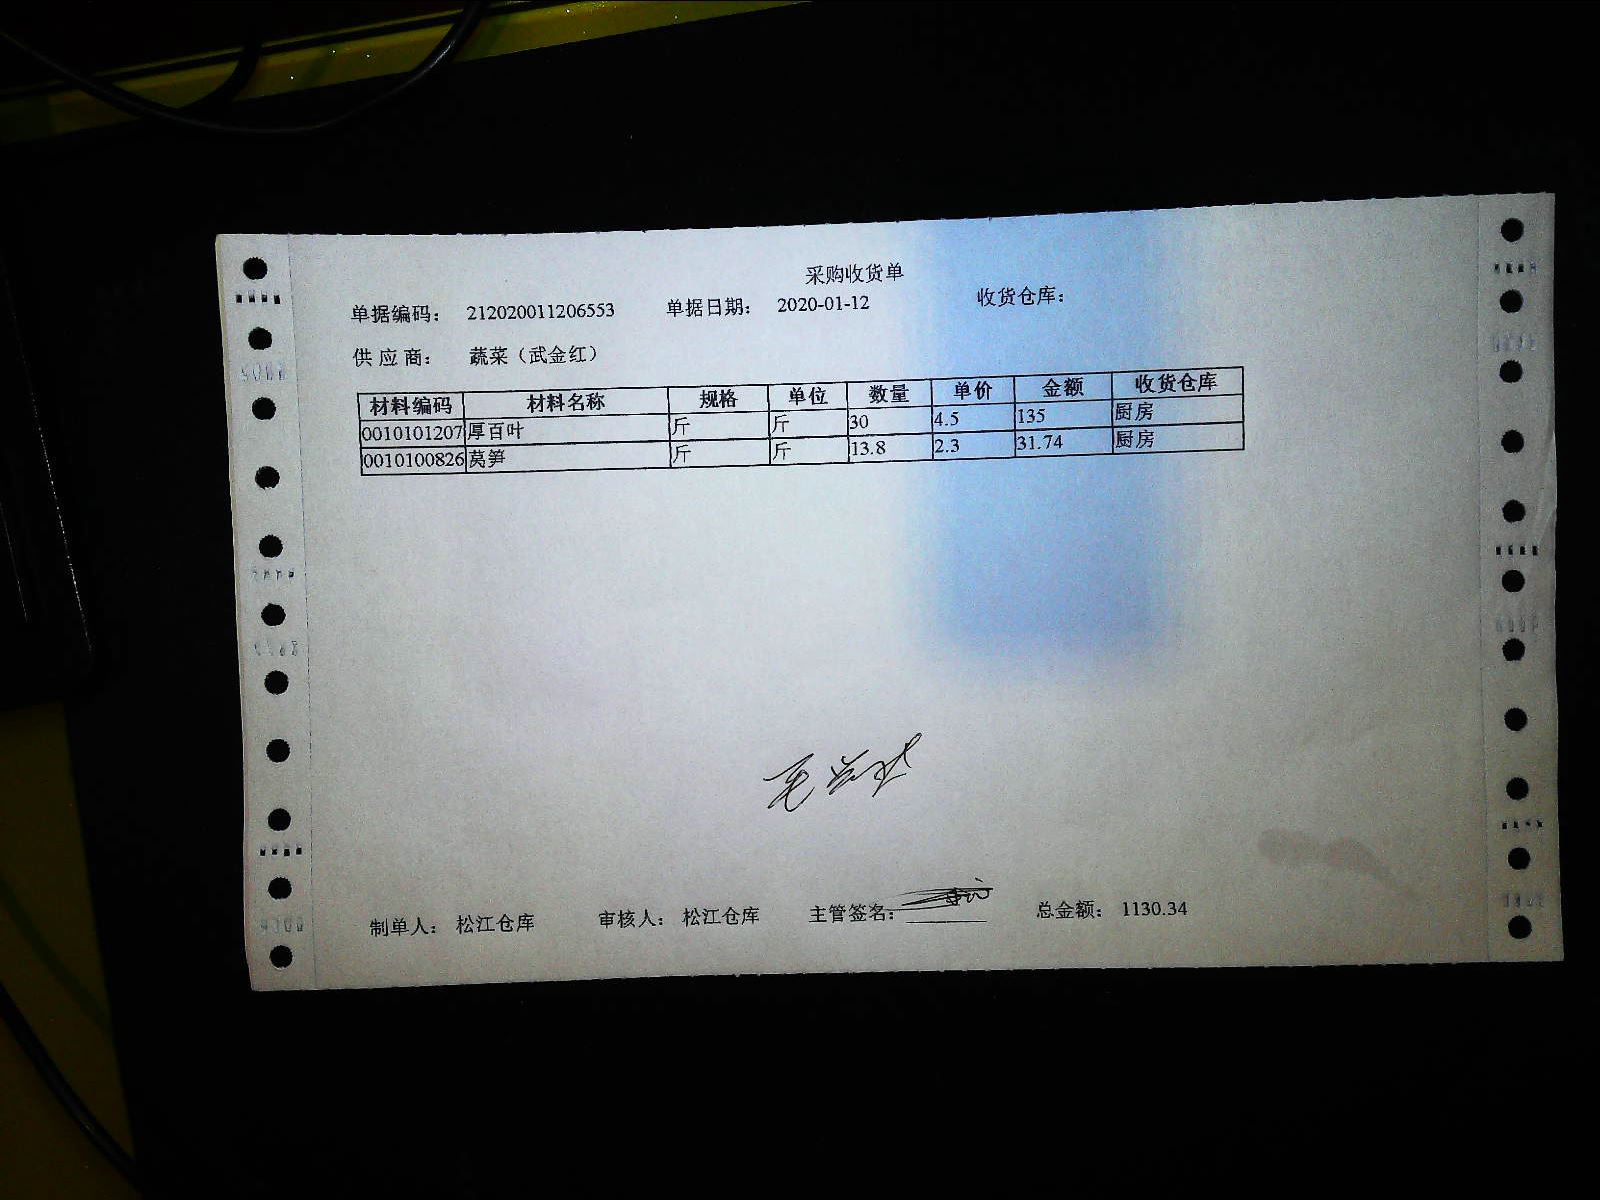 采购收货单
单据编码： 212020011206553 单据日期： 2020-01-12 收货仓库：
供 应 商： 蔬菜（武金红）
材料编码 材料名称 规格 单位 数量 单价 金额 收货仓库
0010101207 厚百叶 斤 斤 30 4.5 135 厨房
0010100826 莴笋 斤 斤 13.8 2.3 31.74 厨房
制单人： 松江仓库 审核人： 松江仓库 主管签名： 总金额： 1130.34